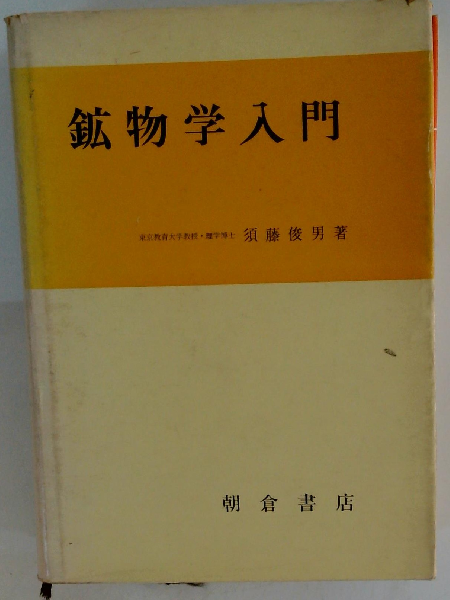 鉱物学入門
東京教育大学教授・理学博士 須藤俊男著
朝倉書店